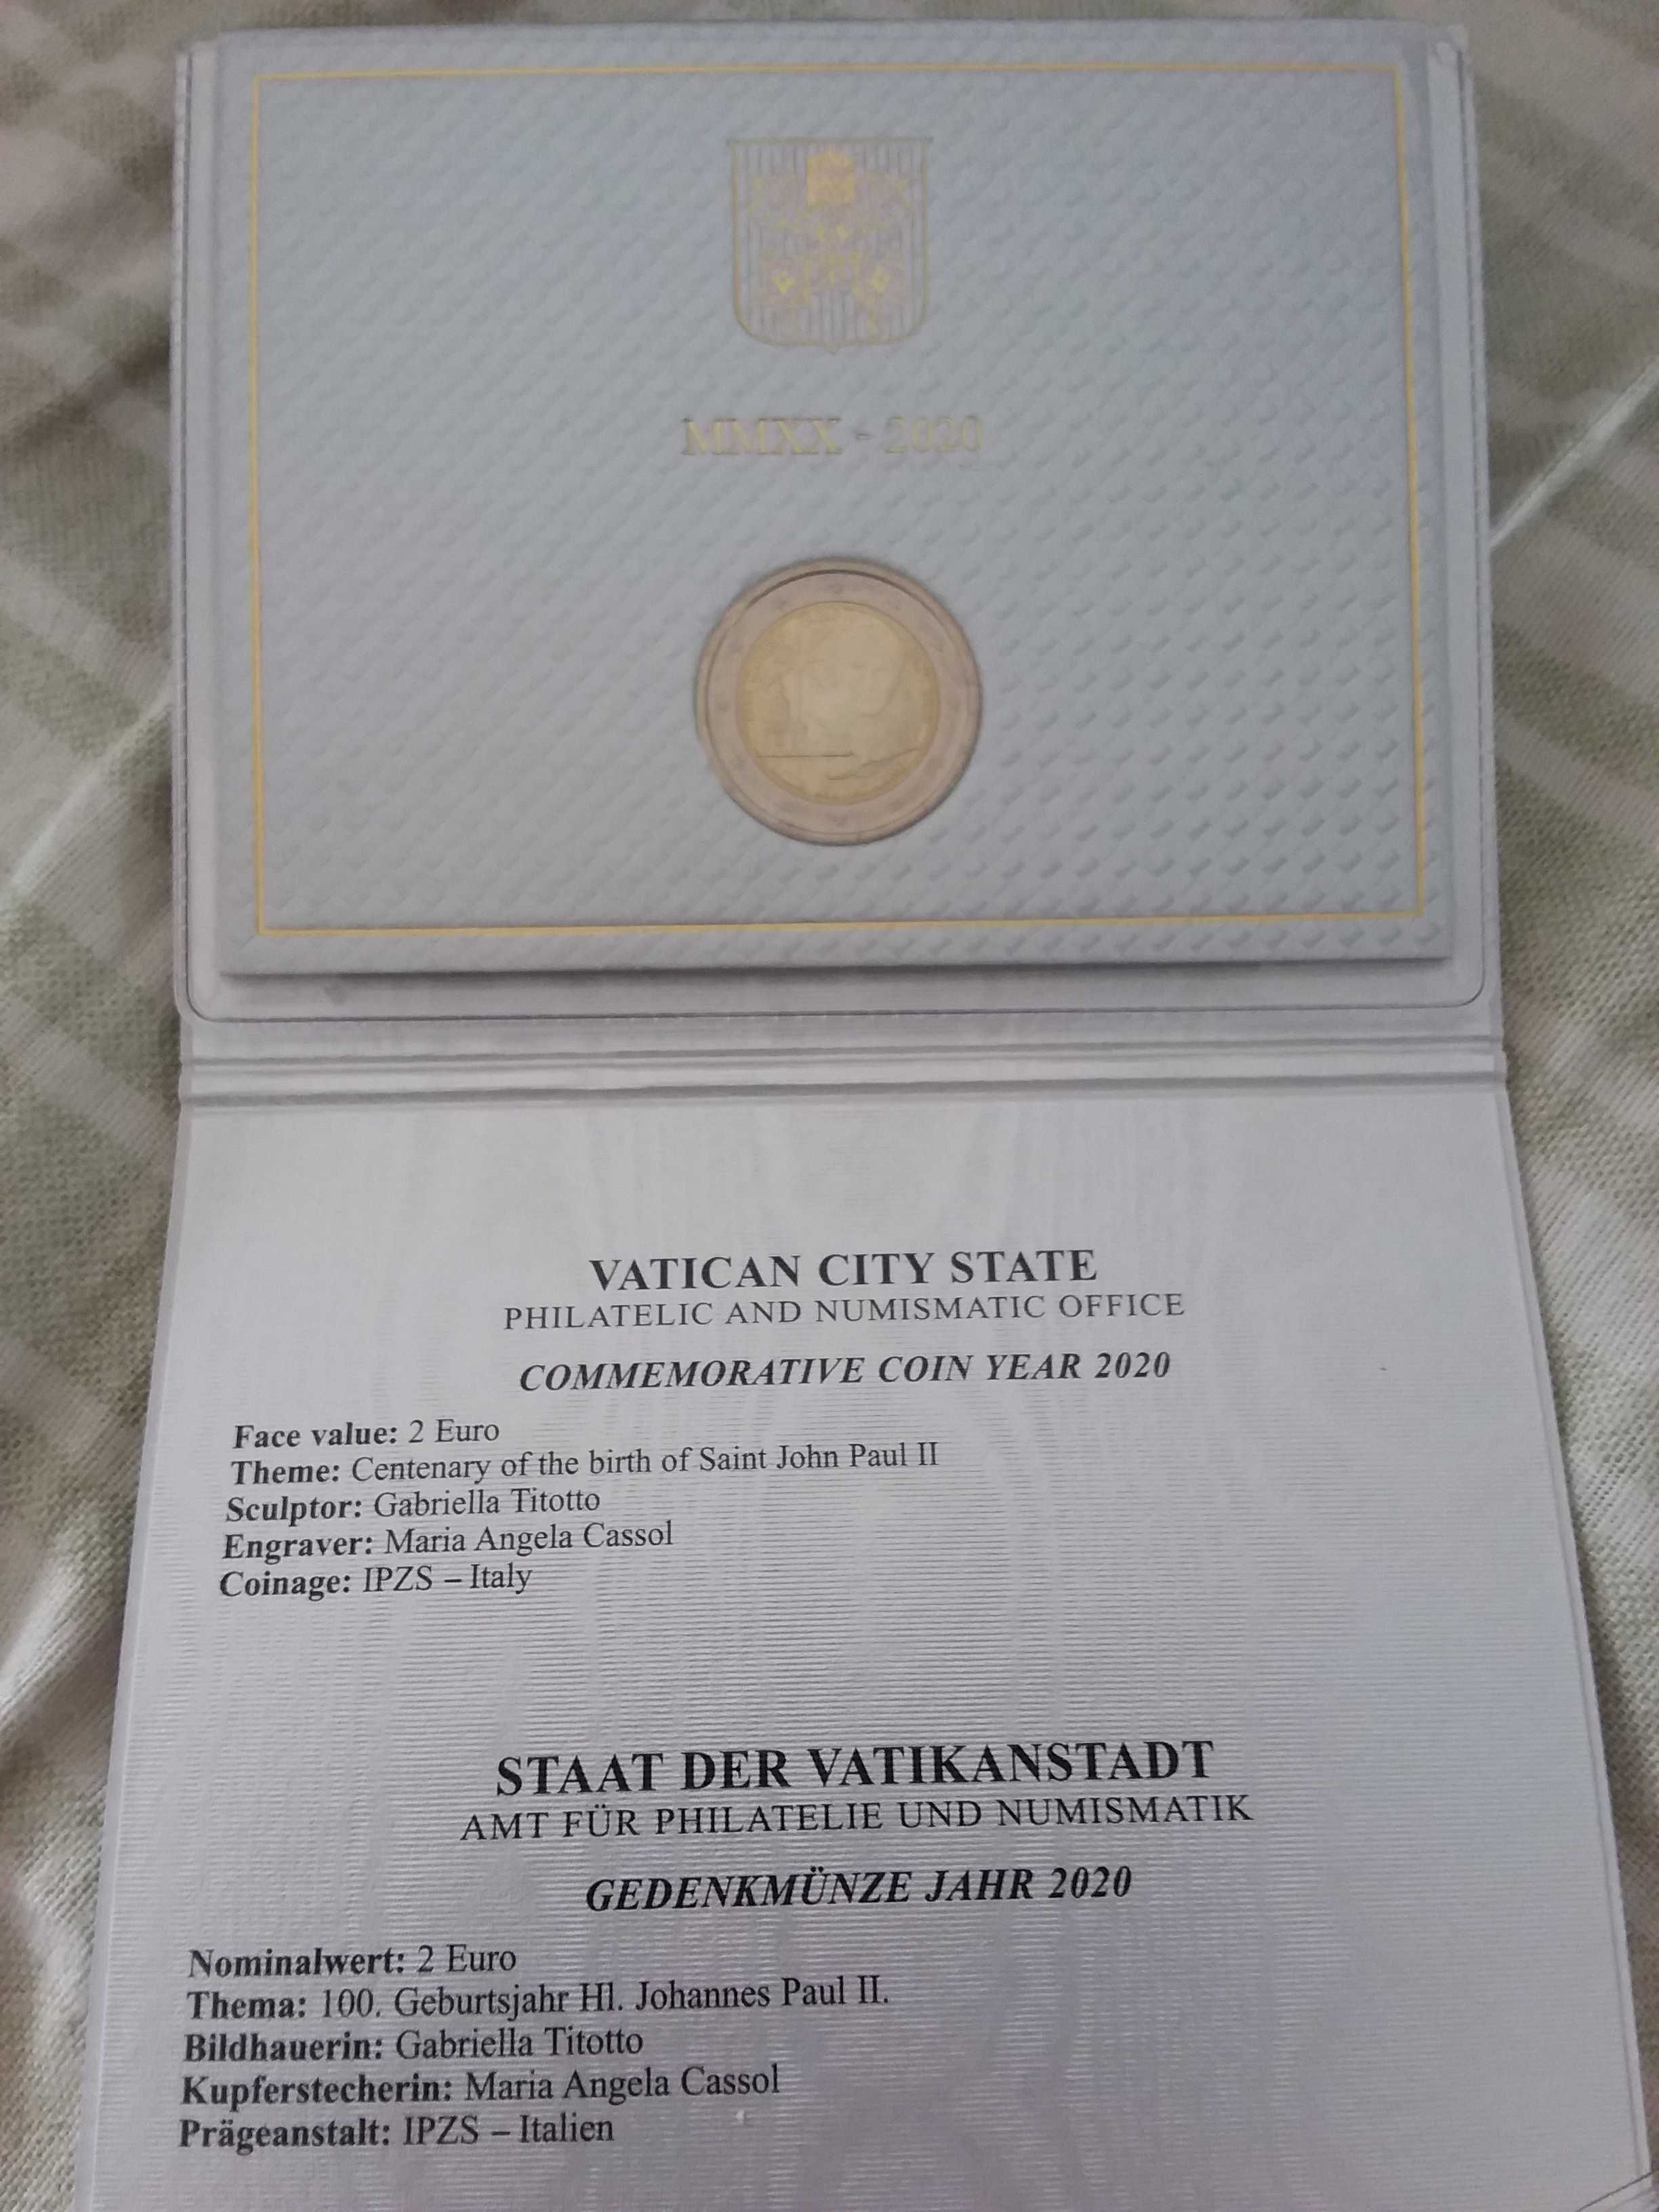 MMXX - 2020
VATICAN CITY STATE
PHILATELIC AND NUMISMATIC OFFICE
COMMEMORATIVE COIN YEAR 2020
Face value: 2 Euro
Theme: Centenary of the birth of Saint John Paul II
Sculptor: Gabriella Titotto
Engraver: Maria Angela Cassol
Coinage: IPZS – Italy
STAAT DER VATIKANSTADT
AMT FÜR PHILATELIE UND NUMISMATIK
GEDENKMÜNZE JAHR 2020
Nominalwert: 2 Euro
Thema: 100. Geburtsjahr Hl. Johannes Paul II.
Bildhauerin: Gabriella Titotto
Kupferstecherin: Maria Angela Cassol
Prägeanstalt: IPZS – Italien